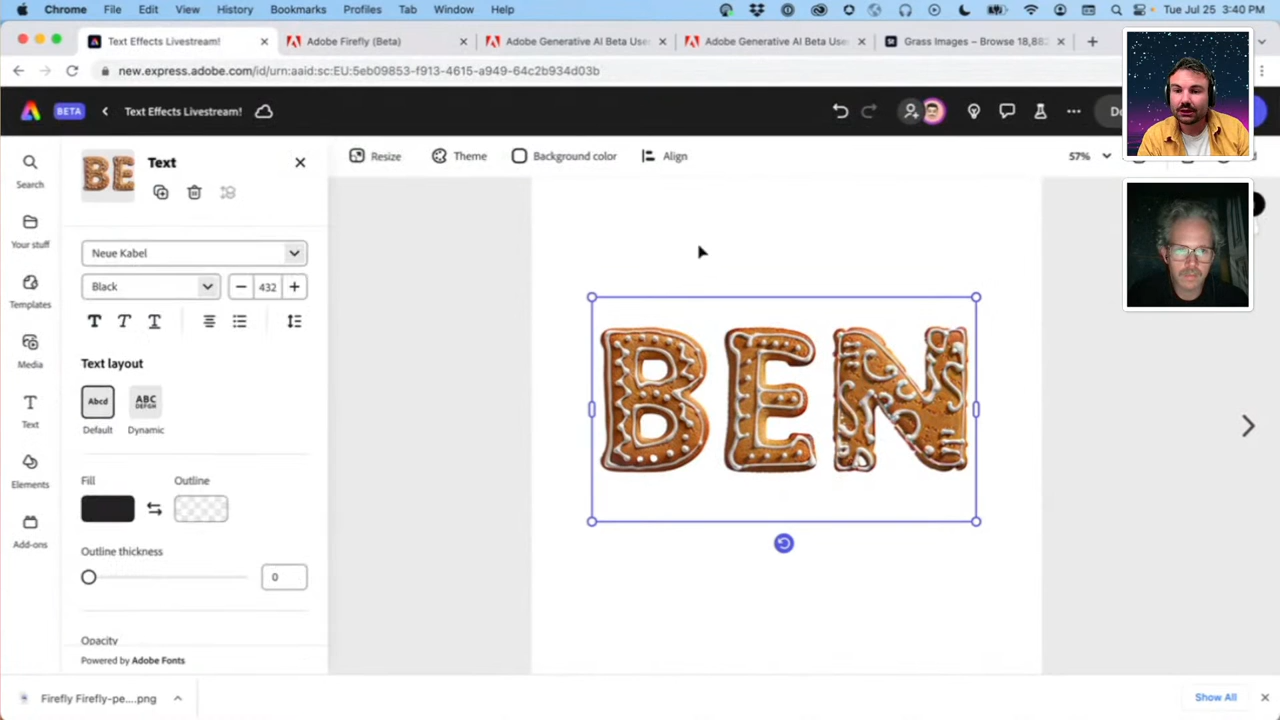 Chrome File Edit View History Bookmarks Profiles Tab Window Help Tue Jul 25 3:40 PM
Text Effects Livestream! Adobe Firefly (Beta) Adobe Generative AI Beta Use Adobe Generative AI Beta Use Grass Images – Browse 18,88
new.express.adobe.com/id/urn:aaid:sc:EU:5eb09853-f913-4615-a949-64c2b934d03b
BETA Text Effects Livestream!
Resize Theme Background color Align 57%
Search
Your stuff
Templates
Media
Text
Elements
Add-ons
BE Text
Neue Kabel
Black 432
T T T
Text layout
Abcd ABC DEFGH
Default Dynamic
Fill Outline
Outline thickness
0
Opacity
Powered by Adobe Fonts
BEN
Firefly Firefly-pe....png Show All